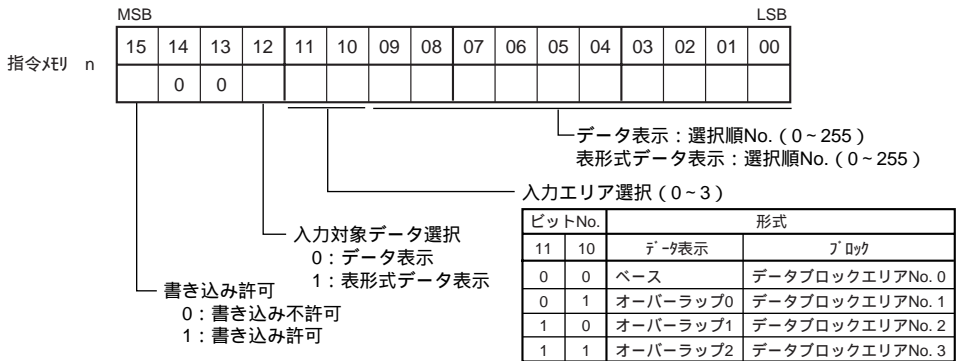 MSB LSB
15 14 13 12 11 10 09 08 07 06 05 04 03 02 01 00
指令ﾒﾓﾘ n
0 0
データ表示：選択順No.（0~255）
表形式データ表示：選択順No.（0~255）
入力エリア選択（0~3）
入力対象データ選択
0：データ表示
1：表形式データ表示
書き込み許可
0：書き込み不許可
1：書き込み許可
ビットNo. 形式
11 10 ﾃﾞｰﾀ表示 ﾌﾞﾛｯｸ
0 0 ベース データブロックエリアNo. 0
0 1 オーバーラップ0 データブロックエリアNo. 1
1 0 オーバーラップ1 データブロックエリアNo. 2
1 1 オーバーラップ2 データブロックエリアNo. 3